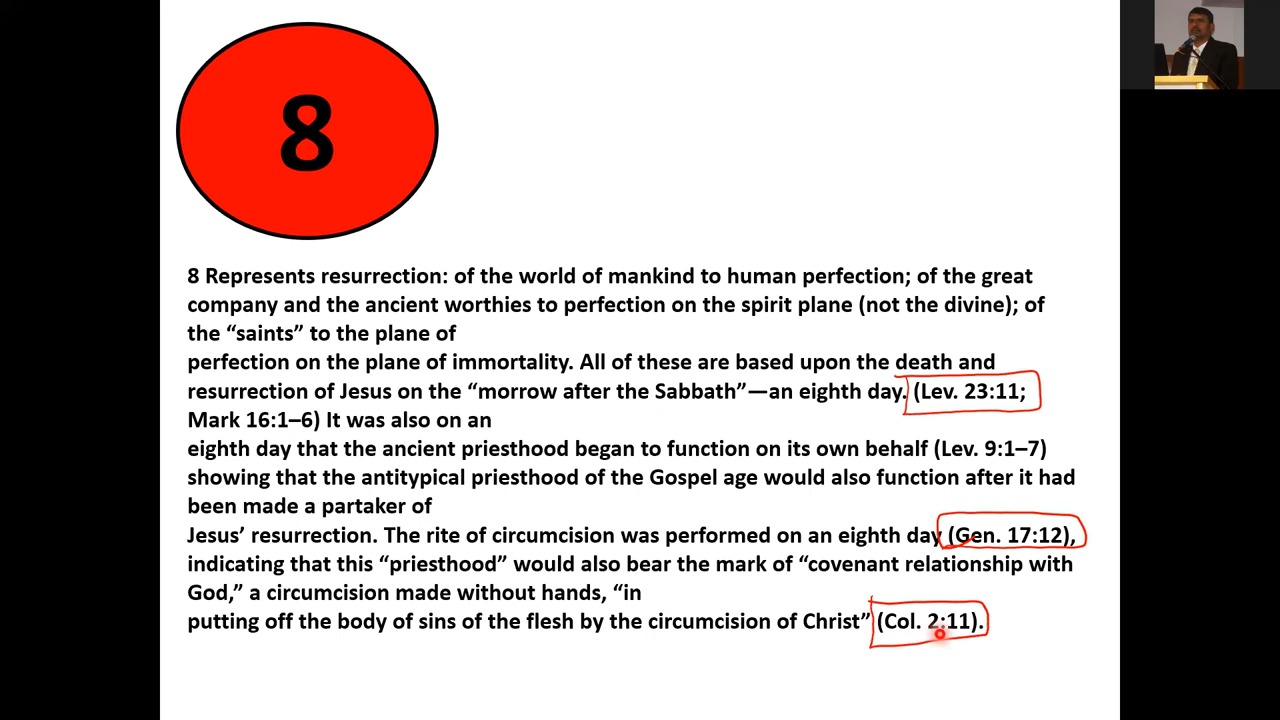 8
8 Represents resurrection: of the world of mankind to human perfection; of the great
company and the ancient worthies to perfection on the spirit plane (not the divine); of
the “saints” to the plane of
perfection on the plane of immortality. All of these are based upon the death and
resurrection of Jesus on the “morrow after the Sabbath”—an eighth day. (Lev. 23:11;
Mark 16:1–6) It was also on an
eighth day that the ancient priesthood began to function on its own behalf (Lev. 9:1–7)
showing that the antitypical priesthood of the Gospel age would also function after it had
been made a partaker of
Jesus’ resurrection. The rite of circumcision was performed on an eighth day (Gen. 17:12),
indicating that this “priesthood” would also bear the mark of “covenant relationship with
God,” a circumcision made without hands, “in
putting off the body of sins of the flesh by the circumcision of Christ” (Col. 2:11).